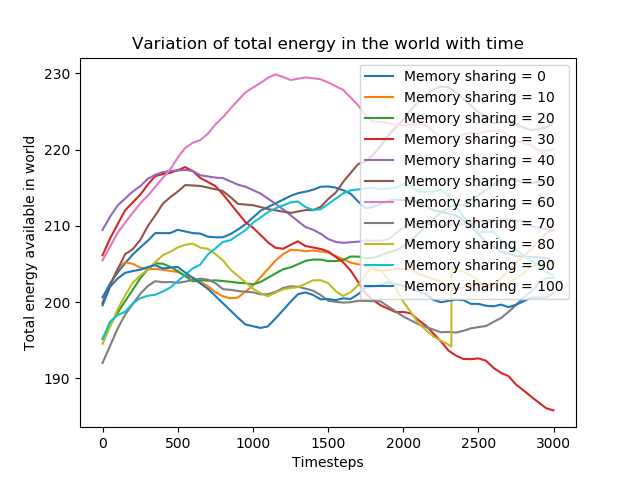 Variation of total energy in the world with time
Total energy available in world
230
220
210
200
190
Memory sharing = 0
Memory sharing = 10
Memory sharing = 20
Memory sharing = 30
Memory sharing = 40
Memory sharing = 50
Memory sharing = 60
Memory sharing = 70
Memory sharing = 80
Memory sharing = 90
Memory sharing = 100
0 500 1000 1500 2000 2500 3000
Timesteps